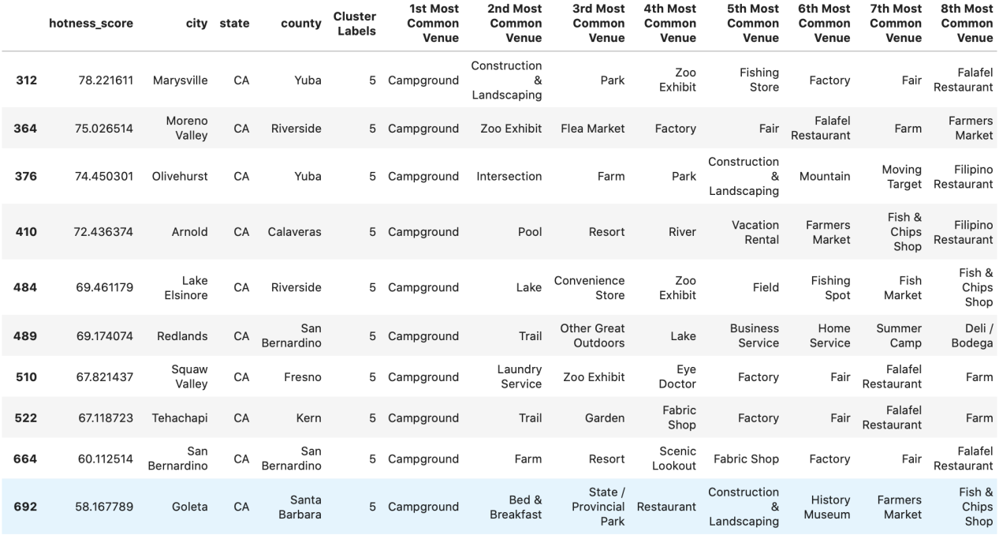 hotness_score city state county Cluster Labels 1st Most Common Venue 2nd Most Common Venue 3rd Most Common Venue 4th Most Common Venue 5th Most Common Venue 6th Most Common Venue 7th Most Common Venue 8th Most Common Venue
312 78.221611 Marysville CA Yuba 5 Campground Construction & Landscaping Park Zoo Exhibit Fishing Store Factory Fair Falafel Restaurant
364 75.026514 Moreno Valley CA Riverside 5 Campground Zoo Exhibit Flea Market Factory Fair Falafel Restaurant Farm Farmers Market
376 74.450301 Olivehurst CA Yuba 5 Campground Intersection Farm Park Construction & Landscaping Mountain Moving Target Filipino Restaurant
410 72.436374 Arnold CA Calaveras 5 Campground Pool Resort River Vacation Rental Farmers Market Fish & Chips Shop Filipino Restaurant
484 69.461179 Lake Elsinore CA Riverside 5 Campground Lake Convenience Store Zoo Exhibit Field Fishing Spot Fish Market Fish & Chips Shop
489 69.174074 Redlands CA San Bernardino 5 Campground Trail Other Great Outdoors Lake Business Service Home Service Summer Camp Deli / Bodega
510 67.821437 Squaw Valley CA Fresno 5 Campground Laundry Service Zoo Exhibit Eye Doctor Factory Fair Falafel Restaurant Farm
522 67.118723 Tehachapi CA Kern 5 Campground Trail Garden Fabric Shop Factory Fair Falafel Restaurant Farm
664 60.112514 San Bernardino CA San Bernardino 5 Campground Farm Resort Scenic Lookout Fabric Shop Factory Fair Falafel Restaurant
692 58.167789 Goleta CA Santa Barbara 5 Campground Bed & Breakfast State / Provincial Park Restaurant Construction & Landscaping History Museum Farmers Market Fish & Chips Shop